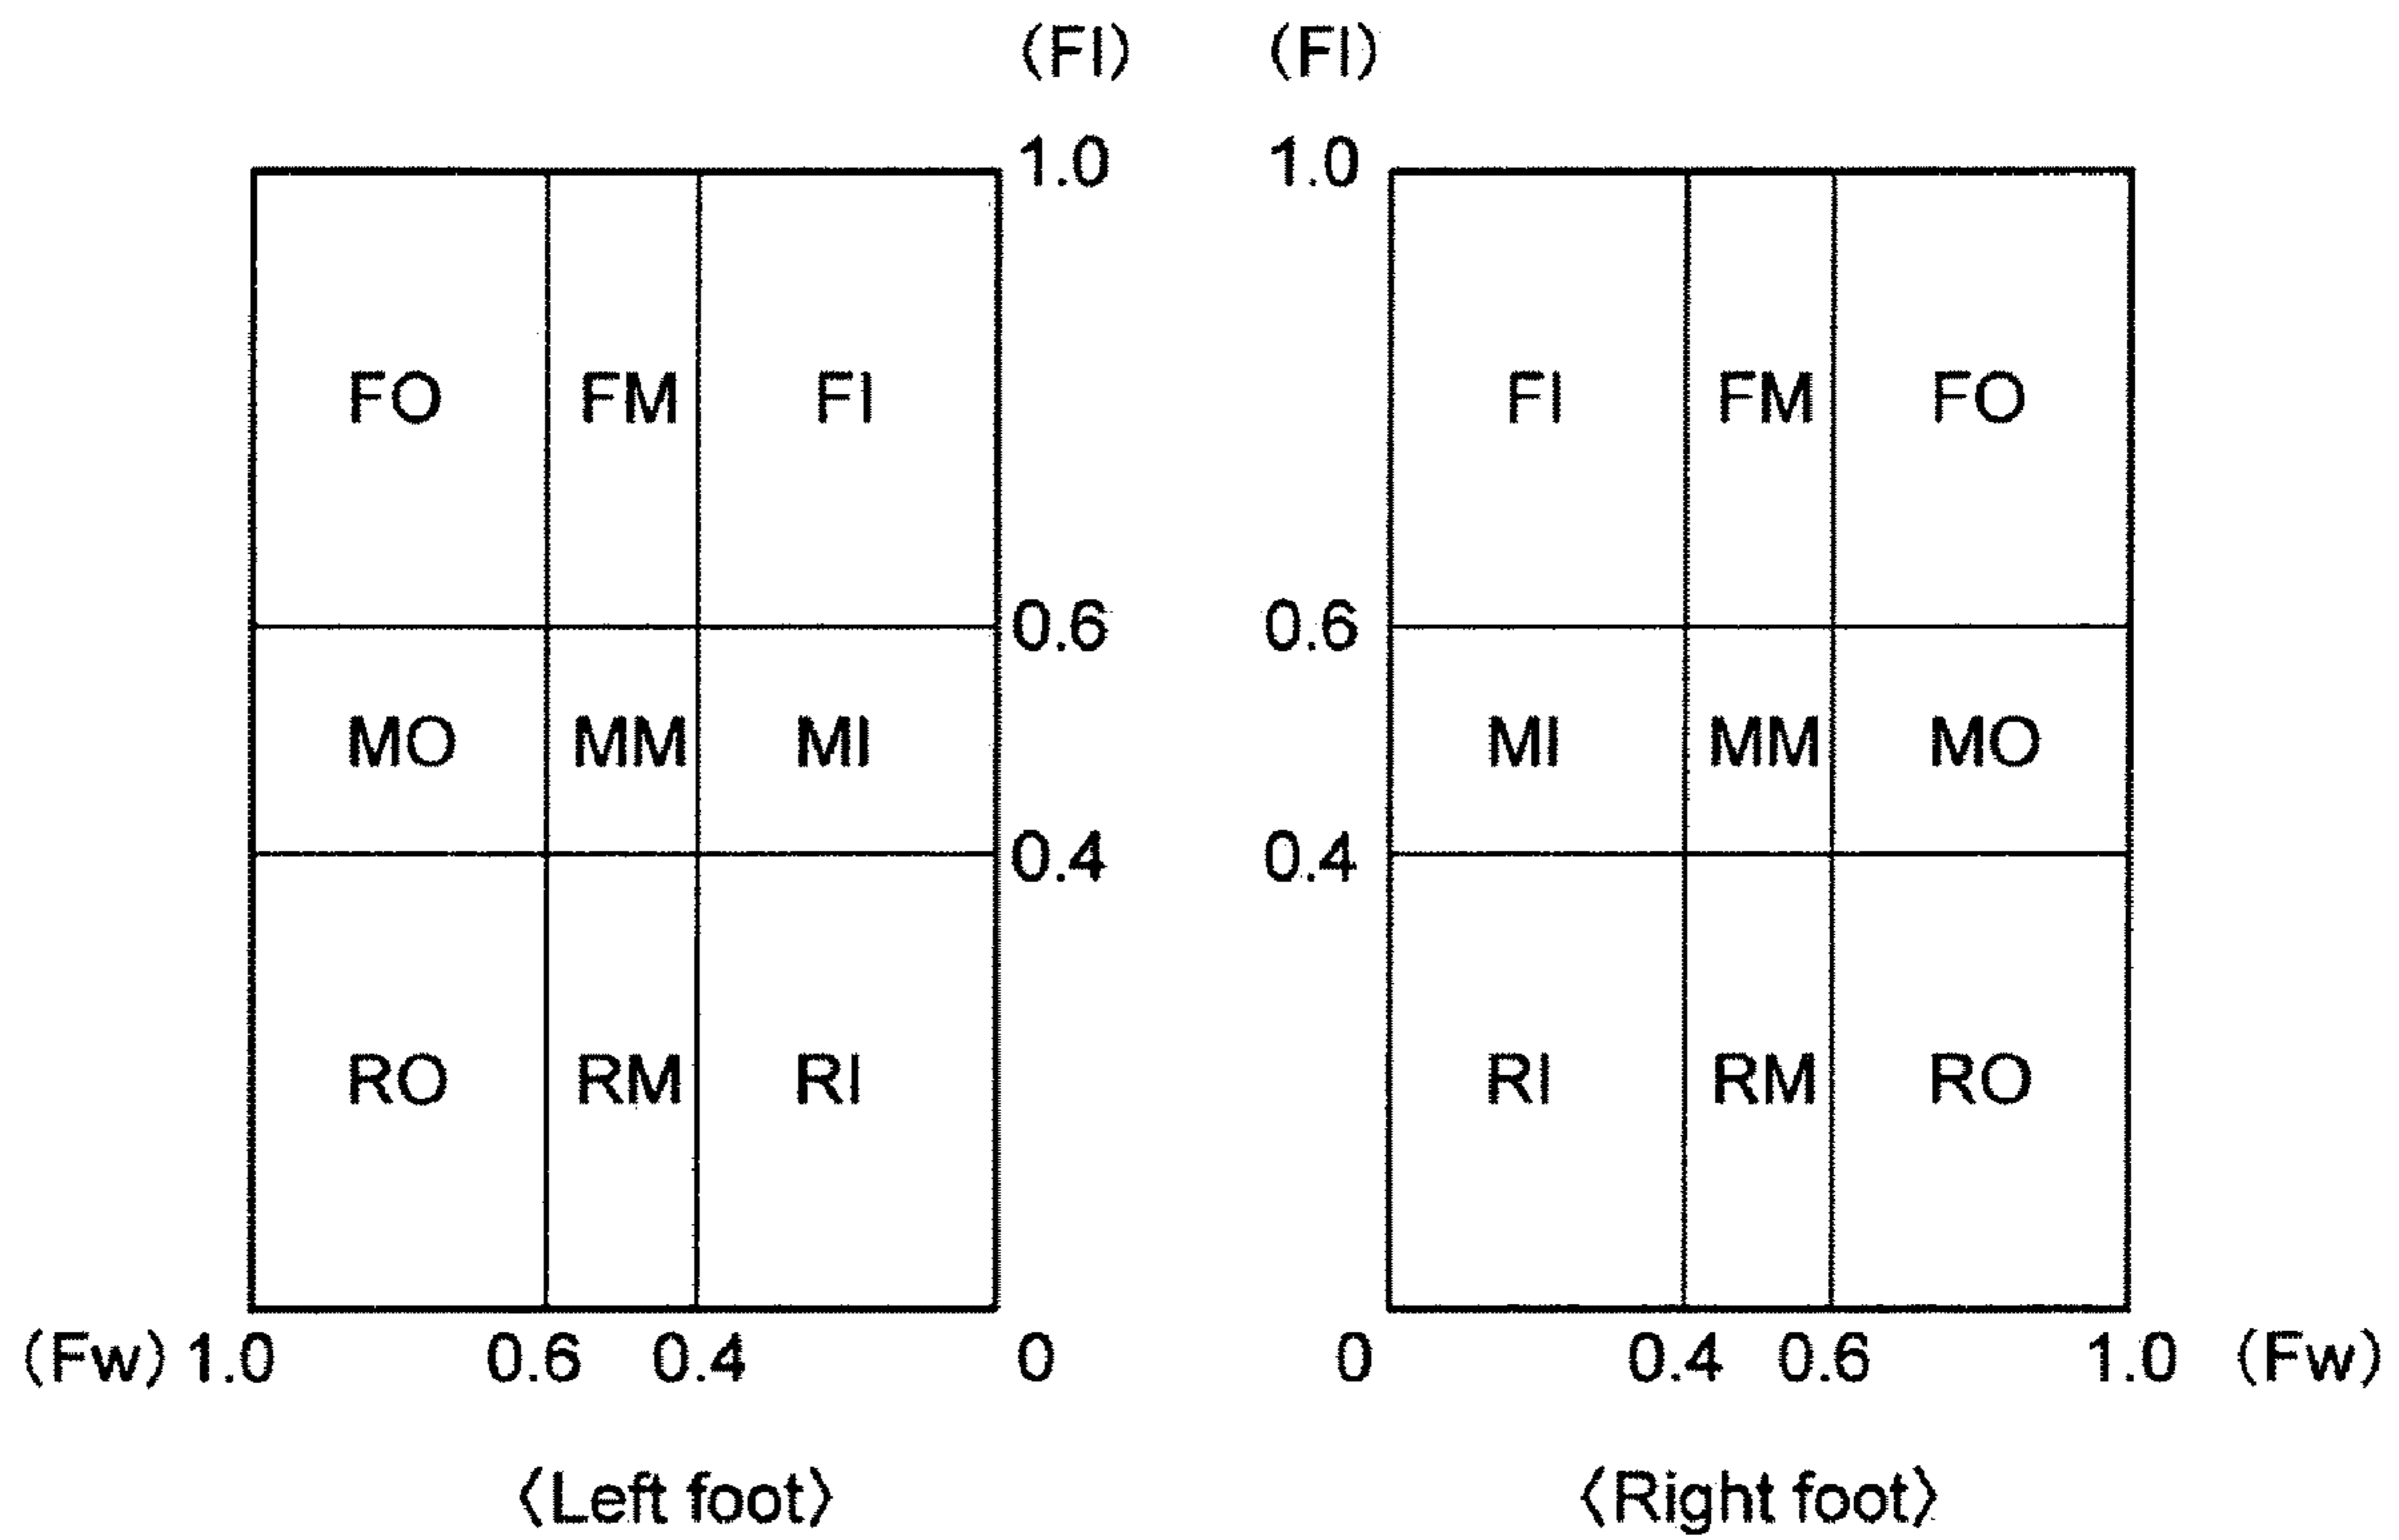 (Fl) (Fl)
1.0 1.0
FO FM FI FI FM FO
0.6 0.6
MO MM MI MI MM MO
0.4 0.4
RO RM RI RI RM RO
(Fw) 1.0 0.6 0.4 0 0 0.4 0.6 1.0 (Fw)
〈Left foot〉 〈Right foot〉